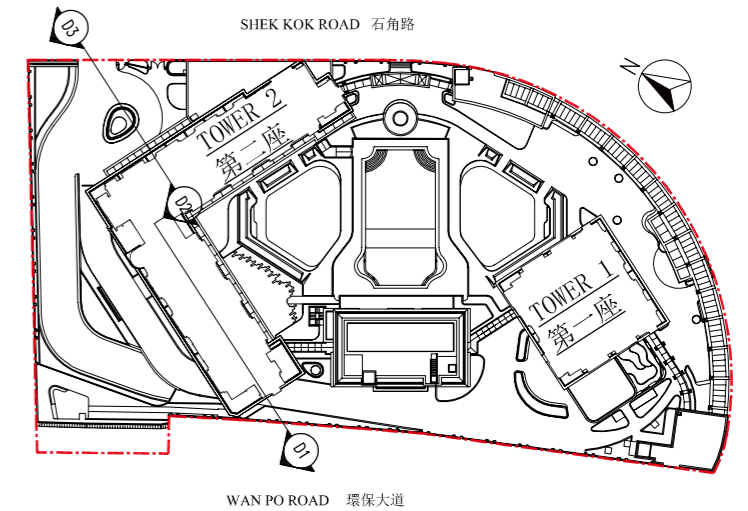 SHEK KOK ROAD 石角路
D3
N
TOWER 2
第二座
D2
TOWER 1
第一座
D1
WAN PO ROAD 環保大道